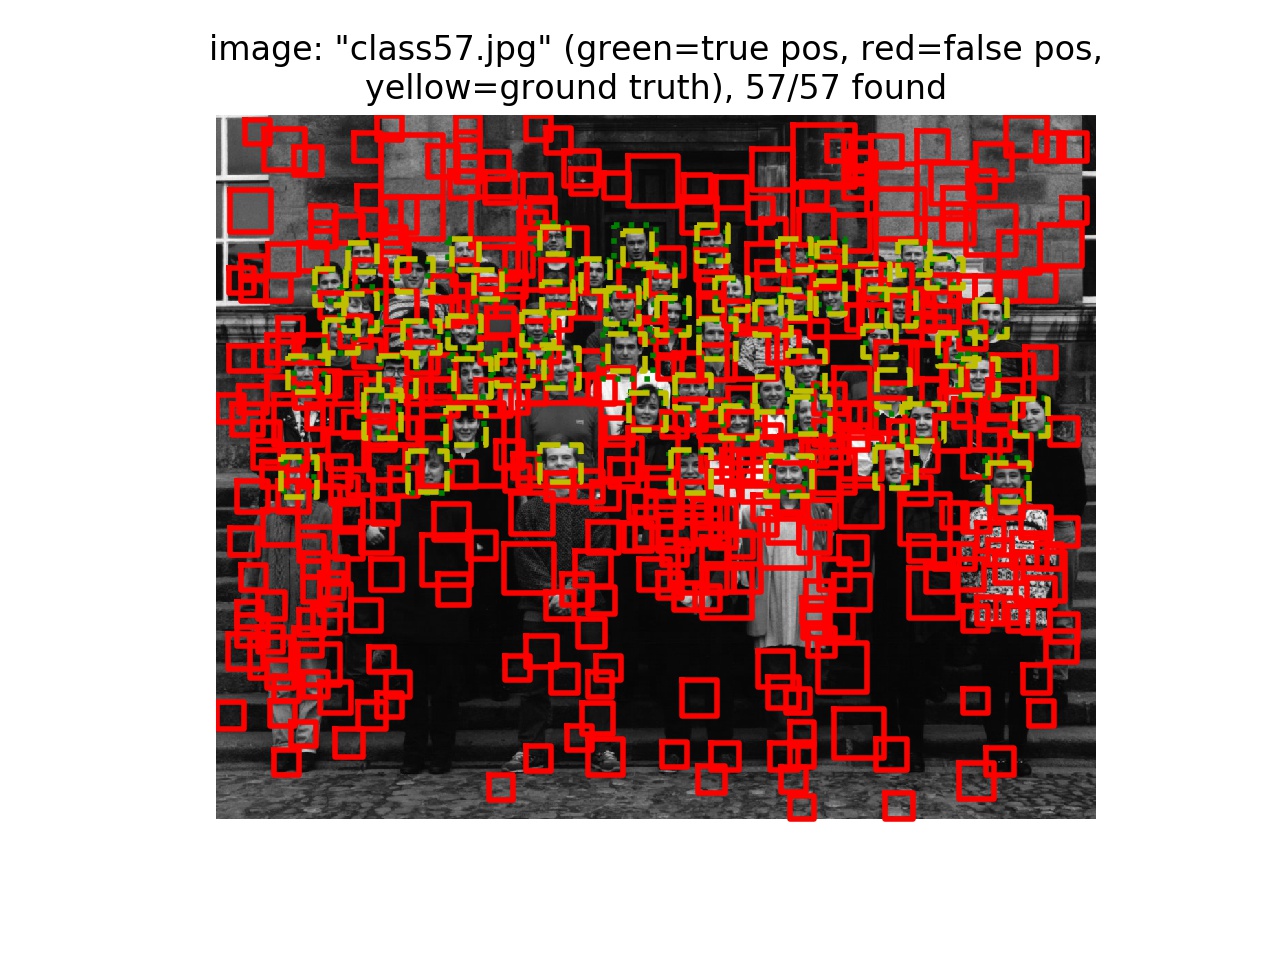 image: "class57.jpg" (green=true pos, red=false pos,
yellow=ground truth), 57/57 found